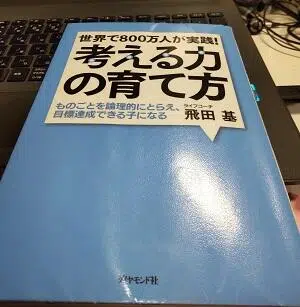 世界で800万人が実践!
考える力
の育て方
ものごとを論理的にとらえ、
目標達成できる子になる
ライフコーチ
飛田 基
ダイヤモンド社